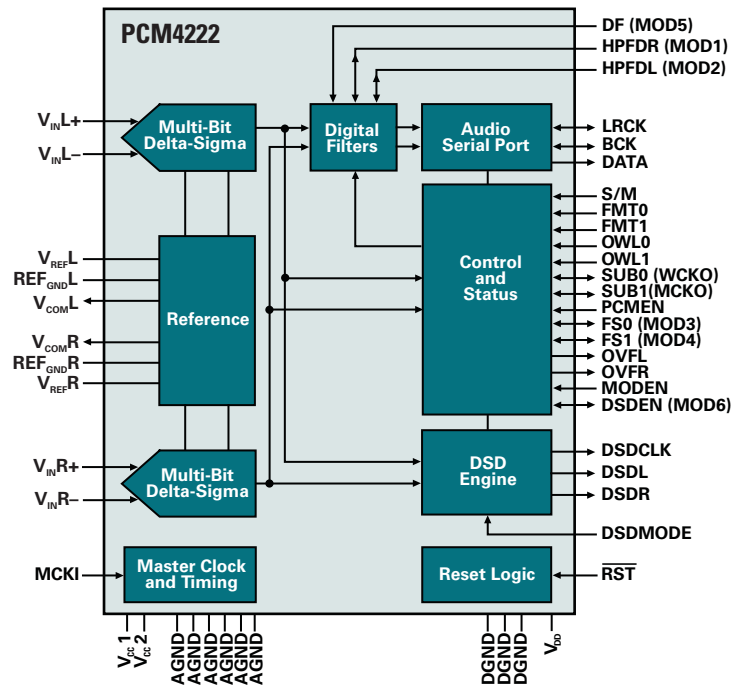 PCM4222
DF (MOD5)
HPFDR (MOD1)
HPFDL (MOD2)
VINL+
VINL–
Multi-Bit
Delta-Sigma
Digital
Filters
Audio
Serial Port
LRCK
BCK
DATA
VREFL
REFGNDL
VCOML
VCOMR
REFGNDR
VREFR
Reference
Control
and
Status
S/M
FMT0
FMT1
OWL0
OWL1
SUB0 (WCKO)
SUB1(MCKO)
PCMEN
FS0 (MOD3)
FS1 (MOD4)
OVFL
OVFR
MODEN
DSDEN (MOD6)
VINR+
VINR–
Multi-Bit
Delta-Sigma
DSD
Engine
DSDCLK
DSDL
DSDR
DSDMODE
MCKI
Master Clock
and Timing
Reset Logic
RST
VCC 1
VCC 2
AGND
AGND
AGND
AGND
AGND
AGND
DGND
DGND
DGND
VDD